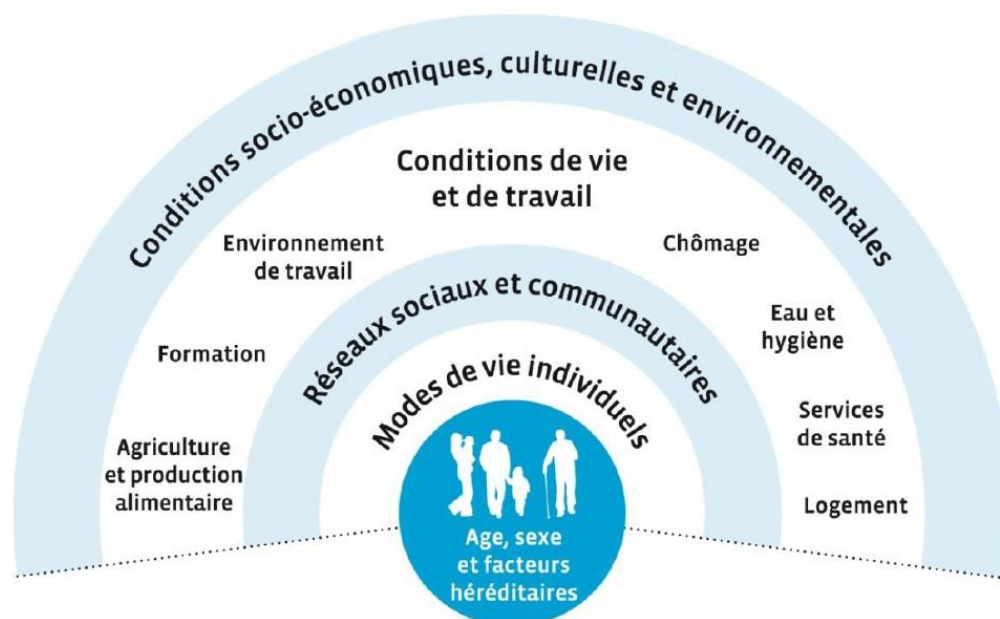 Conditions socio-économiques, culturelles et environnementales
Conditions de vie
et de travail
Environnement
de travail
Chômage
Réseaux sociaux et communautaires
Eau et
hygiène
Formation
Modes de vie individuels
Services
de santé
Agriculture
et production
alimentaire
Logement
Age, sexe
et facteurs
héréditaires